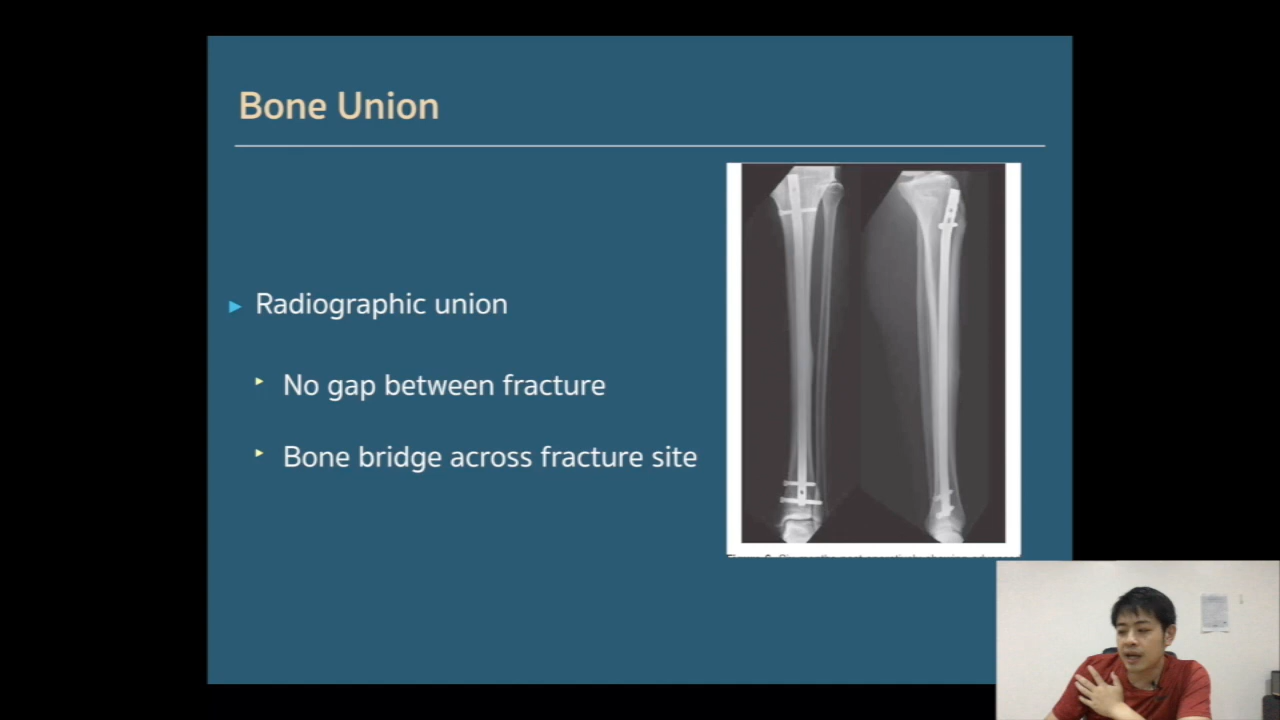 Bone Union
Radiographic union
No gap between fracture
Bone bridge across fracture site